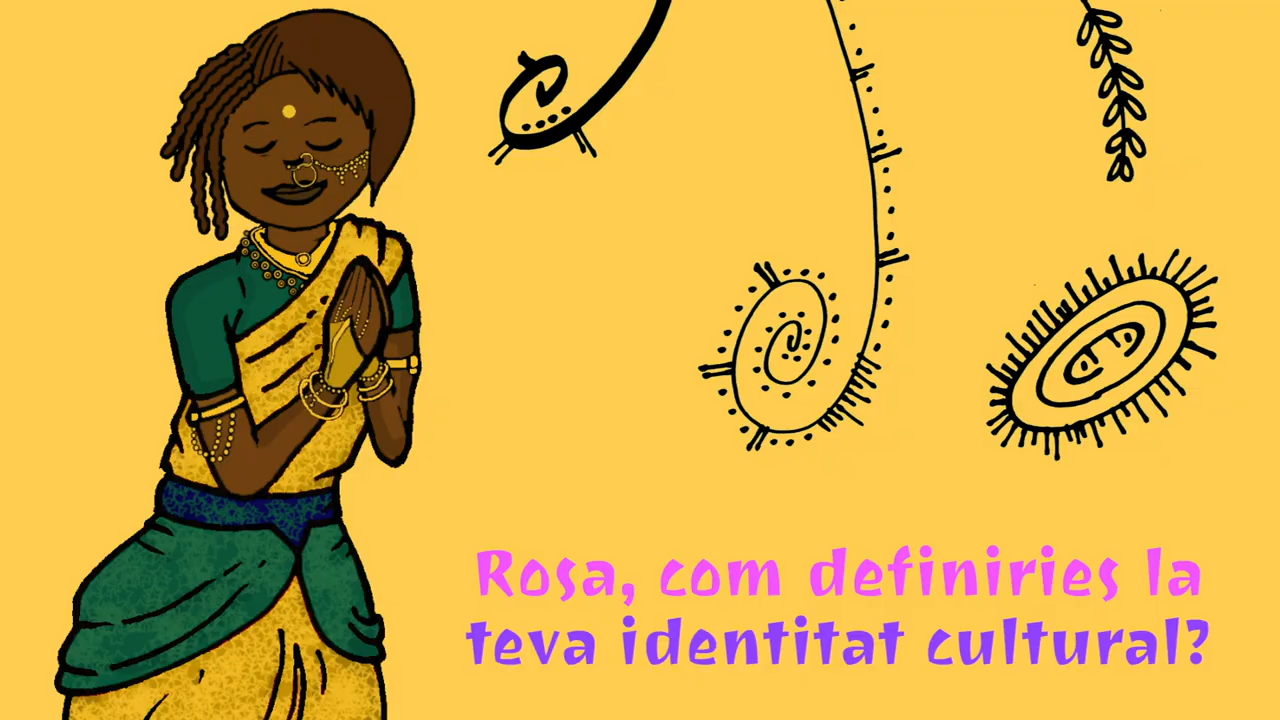 Rosa, com definiries la
teva identitat cultural?